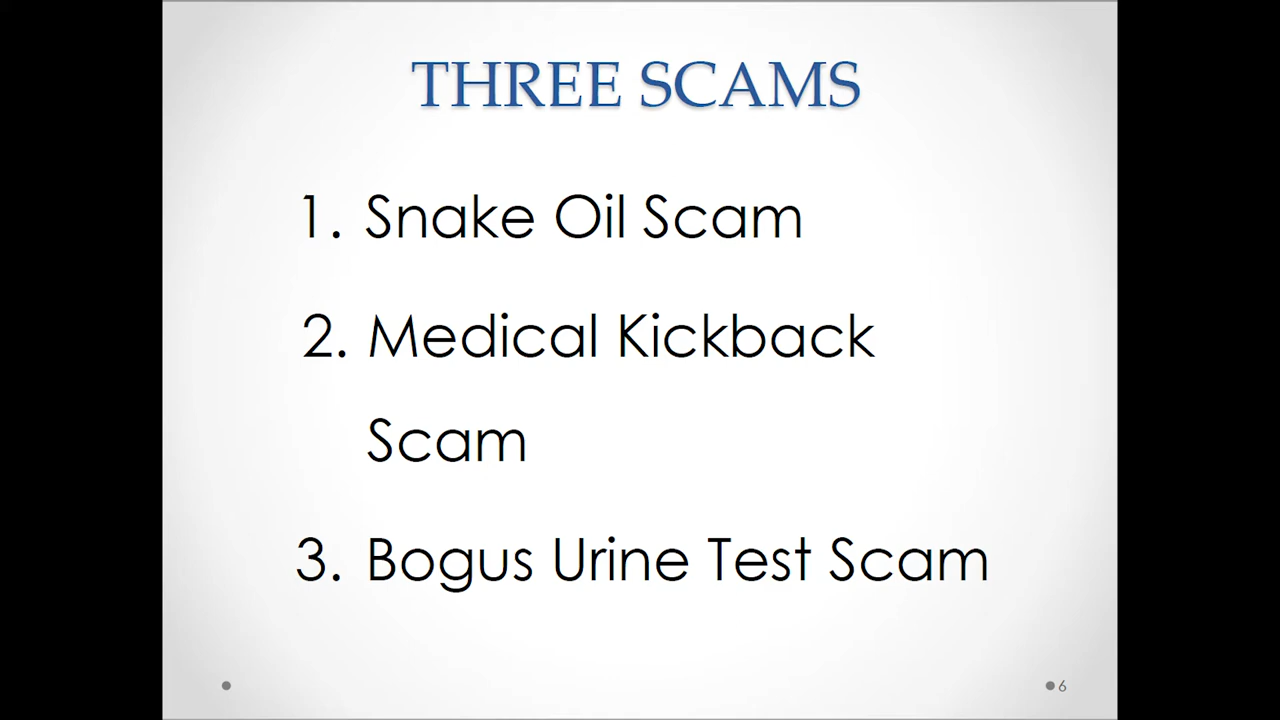 THREE SCAMS
1. Snake Oil Scam
2. Medical Kickback
Scam
3. Bogus Urine Test Scam
6